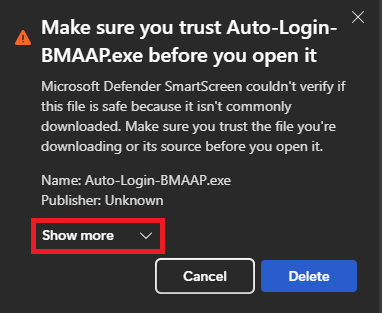 Make sure you trust Auto-Login-
BMAAP.exe before you open it
Microsoft Defender SmartScreen couldn't verify if
this file is safe because it isn't commonly
downloaded. Make sure you trust the file you're
downloading or its source before you open it.
Name: Auto-Login-BMAAP.exe
Publisher: Unknown
Show more
Cancel
Delete